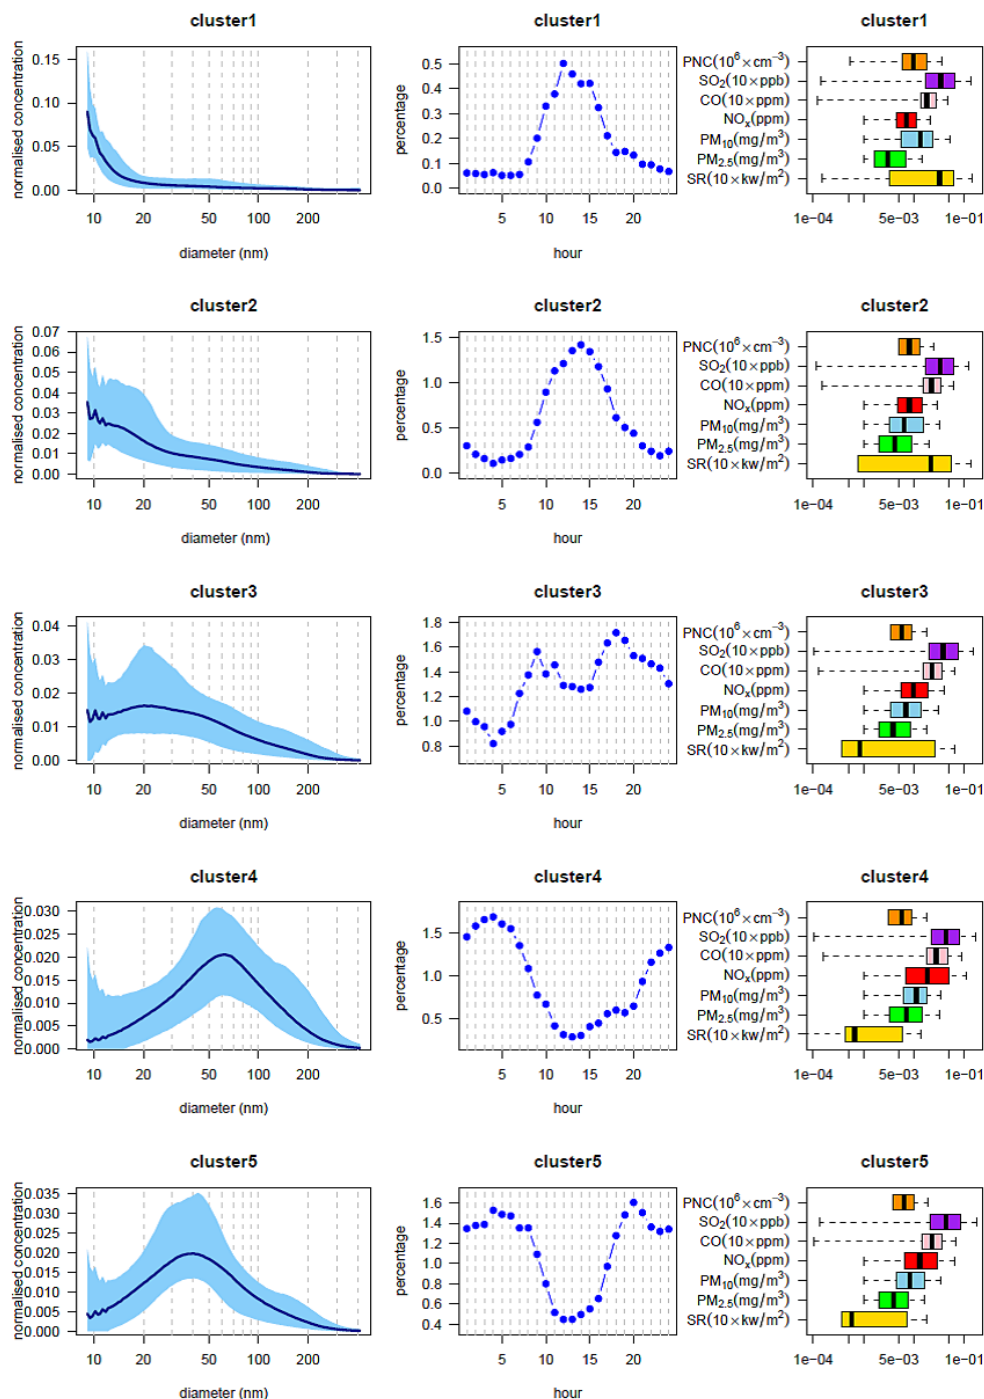 cluster1
cluster1
cluster1
normalised concentration
0.15
0.10
0.05
0.00
10 20 50 100 200
diameter (nm)
percentage
0.5
0.4
0.3
0.2
0.1
0.0
5 10 15 20
hour
PNC(10⁶×cm⁻³)
SO₂(10×ppb)
CO(10×ppm)
NOₓ(ppm)
PM₁₀(mg/m³)
PM₂.₅(mg/m³)
SR(10×kw/m²)
1e−04 5e−03 1e−01
cluster2
cluster2
cluster2
normalised concentration
0.07
0.06
0.05
0.04
0.03
0.02
0.01
0.00
10 20 50 100 200
diameter (nm)
percentage
1.5
1.0
0.5
0.0
5 10 15 20
hour
PNC(10⁶×cm⁻³)
SO₂(10×ppb)
CO(10×ppm)
NOₓ(ppm)
PM₁₀(mg/m³)
PM₂.₅(mg/m³)
SR(10×kw/m²)
1e−04 5e−03 1e−01
cluster3
cluster3
cluster3
normalised concentration
0.04
0.03
0.02
0.01
0.00
10 20 50 100 200
diameter (nm)
percentage
1.8
1.6
1.4
1.2
1.0
0.8
5 10 15 20
hour
PNC(10⁶×cm⁻³)
SO₂(10×ppb)
CO(10×ppm)
NOₓ(ppm)
PM₁₀(mg/m³)
PM₂.₅(mg/m³)
SR(10×kw/m²)
1e−04 5e−03 1e−01
cluster4
cluster4
cluster4
normalised concentration
0.030
0.025
0.020
0.015
0.010
0.005
0.000
10 20 50 100 200
diameter (nm)
percentage
1.5
1.0
0.5
5 10 15 20
hour
PNC(10⁶×cm⁻³)
SO₂(10×ppb)
CO(10×ppm)
NOₓ(ppm)
PM₁₀(mg/m³)
PM₂.₅(mg/m³)
SR(10×kw/m²)
1e−04 5e−03 1e−01
cluster5
cluster5
cluster5
normalised concentration
0.035
0.030
0.025
0.020
0.015
0.010
0.005
0.000
10 20 50 100 200
diameter (nm)
percentage
1.6
1.4
1.2
1.0
0.8
0.6
0.4
5 10 15 20
hour
PNC(10⁶×cm⁻³)
SO₂(10×ppb)
CO(10×ppm)
NOₓ(ppm)
PM₁₀(mg/m³)
PM₂.₅(mg/m³)
SR(10×kw/m²)
1e−04 5e−03 1e−01